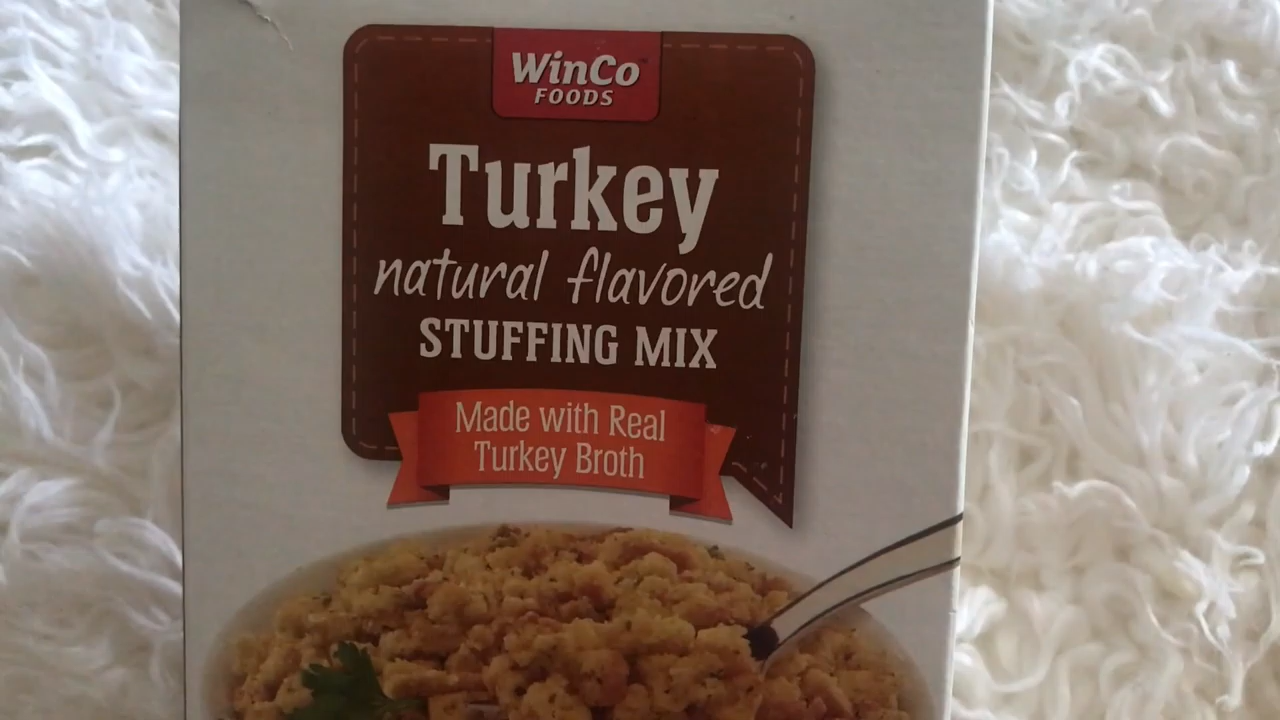 WinCo
FOODS
Turkey
natural flavored
STUFFING MIX
Made with Real
Turkey Broth